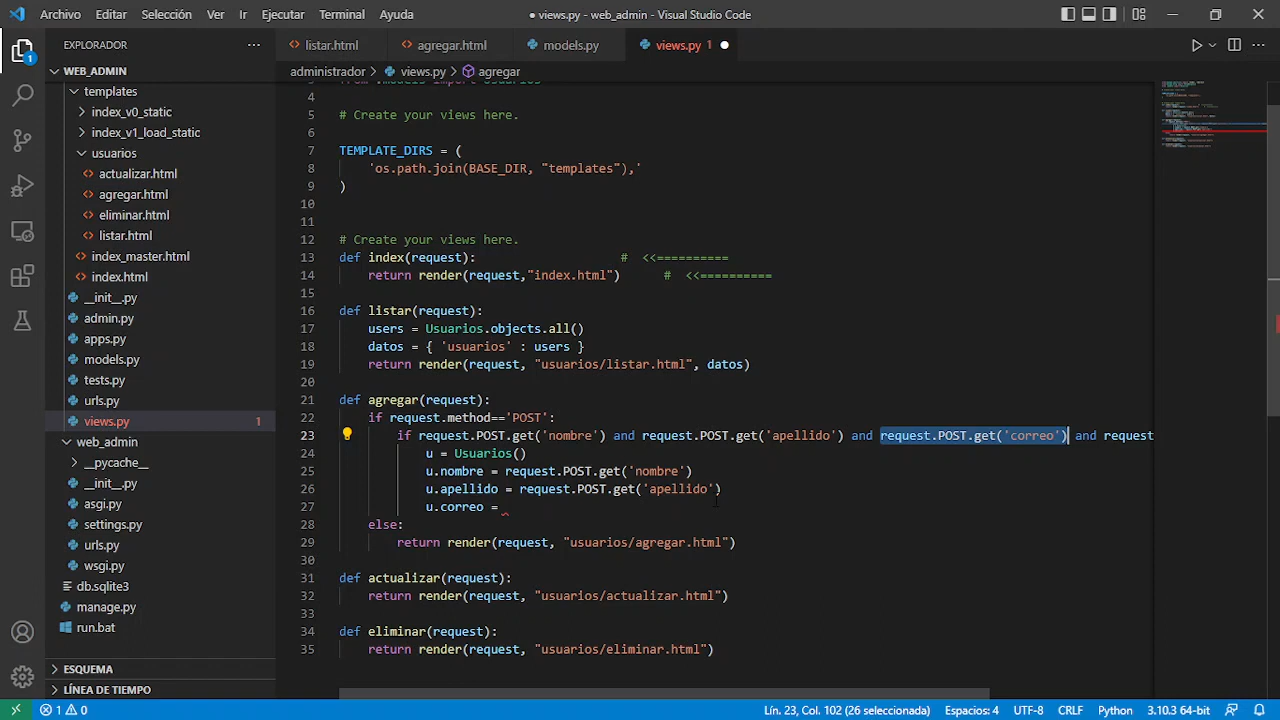 Archivo Edición Selección Ver Ir Ejecutar Terminal Ayuda
● views.py - web_admin - Visual Studio Code
EXPLORADOR
listar.html
agregar.html
models.py
views.py 1
WEB_ADMIN
administrador > views.py > agregar
templates
index_v0_static
index_v1_load_static
usuarios
actualizar.html
agregar.html
eliminar.html
listar.html
index_master.html
index.html
__init__.py
admin.py
apps.py
models.py
tests.py
urls.py
views.py 1
web_admin
__pycache__
__init__.py
asgi.py
settings.py
urls.py
wsgi.py
db.sqlite3
manage.py
run.bat
ESQUEMA
LÍNEA DE TIEMPO
1
3 from .models import Usuarios
4
5 # Create your views here.
6
7 TEMPLATE_DIRS = (
8 'os.path.join(BASE_DIR, "templates"),'
9 )
10
11
12 # Create your views here.
13 def index(request): # <<==========
14 return render(request,"index.html") # <<==========
15
16 def listar(request):
17 users = Usuarios.objects.all()
18 datos = { 'usuarios' : users }
19 return render(request, "usuarios/listar.html", datos)
20
21 def agregar(request):
22 if request.method=='POST':
23 if request.POST.get('nombre') and request.POST.get('apellido') and request.POST.get('correo') and request
24 u = Usuarios()
25 u.nombre = request.POST.get('nombre')
26 u.apellido = request.POST.get('apellido')
27 u.correo =
28 else:
29 return render(request, "usuarios/agregar.html")
30
31 def actualizar(request):
32 return render(request, "usuarios/actualizar.html")
33
34 def eliminar(request):
35 return render(request, "usuarios/eliminar.html")
1 0
Lín. 23, Col. 102 (26 seleccionada) Espacios: 4 UTF-8 CRLF Python 3.10.3 64-bit